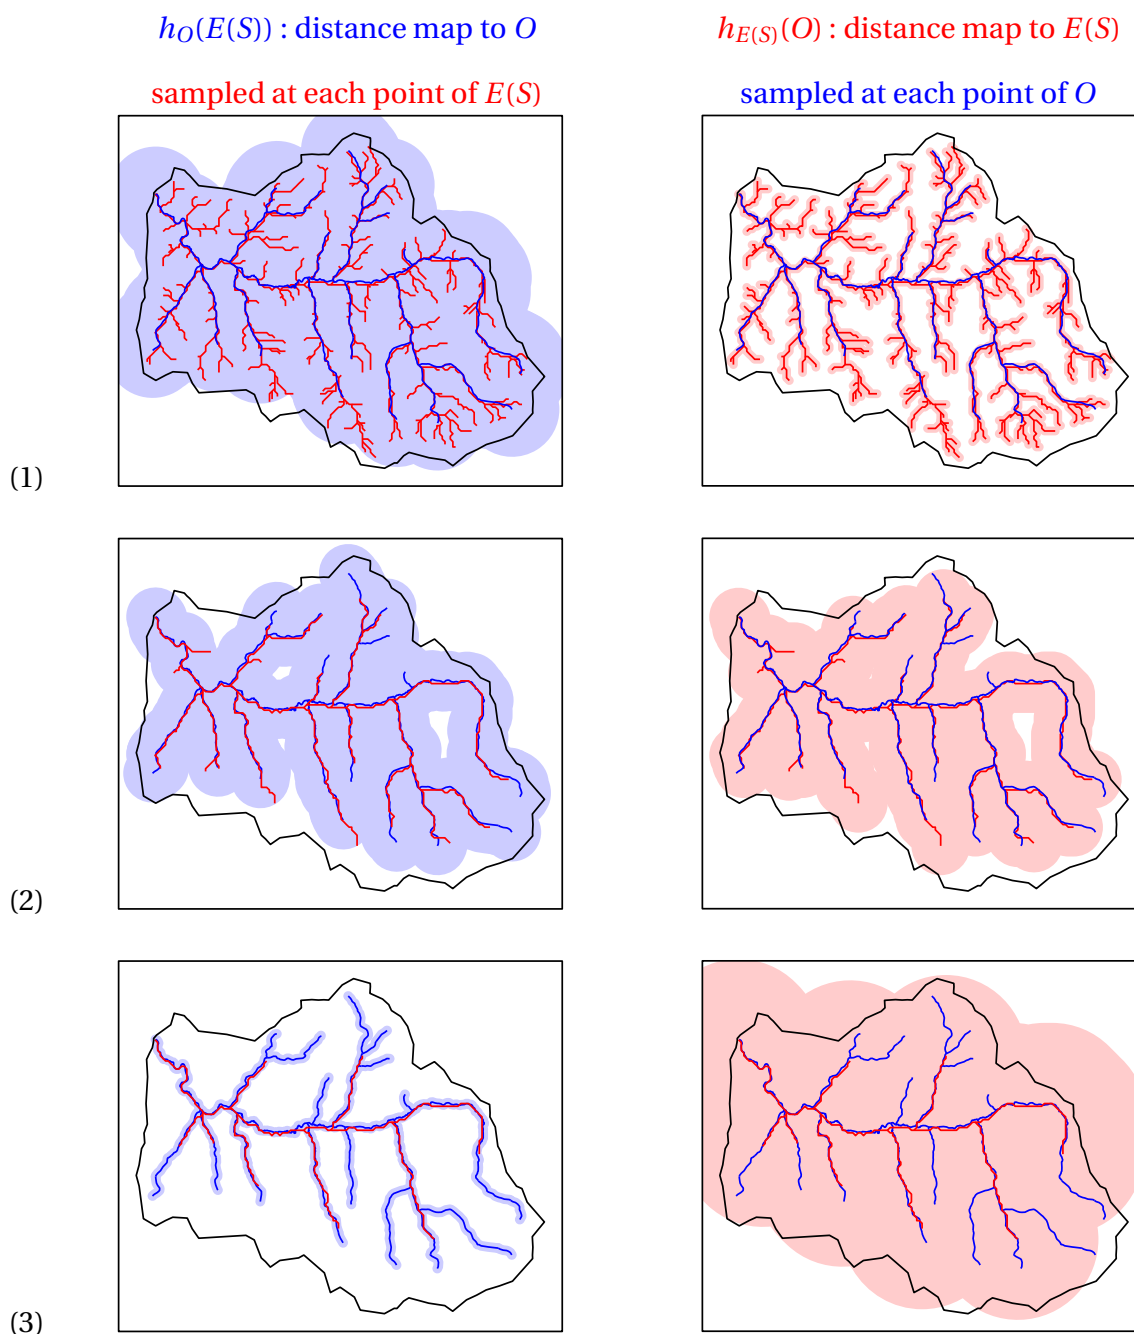 h_O(E(S)) : distance map to O
sampled at each point of E(S)
h_{E(S)}(O) : distance map to E(S)
sampled at each point of O
(1)
(2)
(3)